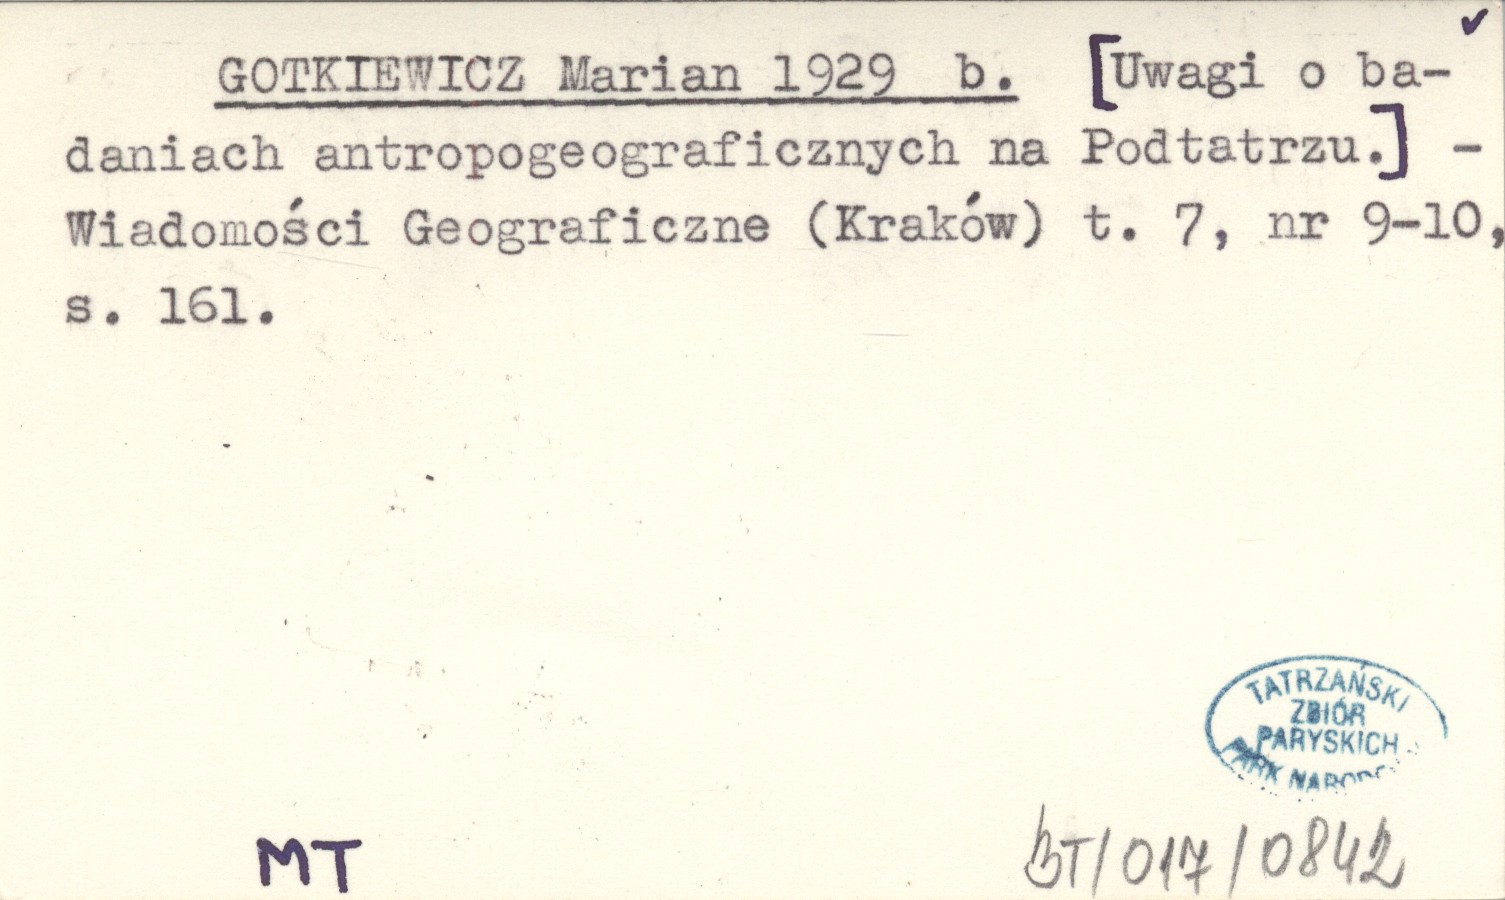 ✓
GOTKIEWICZ Marian 1929 b. [Uwagi o ba-
daniach antropogeograficznych na Podtatrzu.] -
Wiadomości Geograficzne (Kraków) t. 7, nr 9-10,
s. 161.
TATRZAŃSKI
ZBIÓR
PARYSKICH
PARK
MT
BT/017/0842